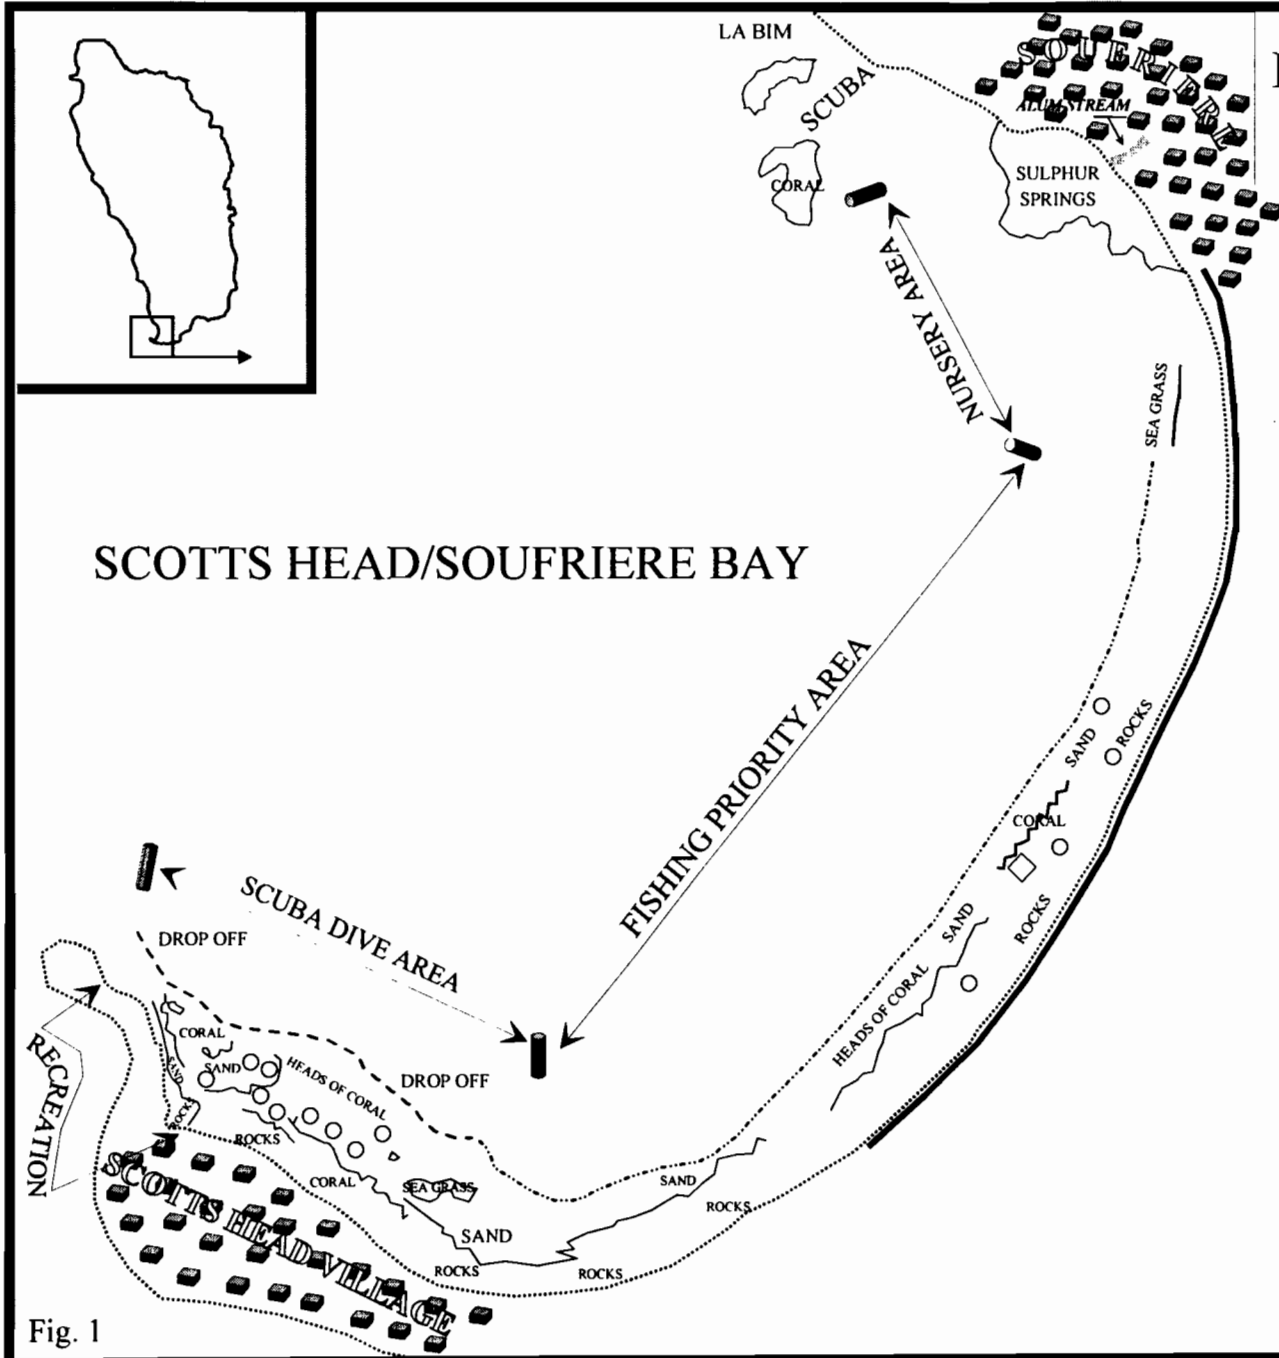 LA BIM
SOUFRIERE
SCUBA
ALUM STREAM
CORAL
SULPHUR
SPRINGS
NURSERY AREA
SEA GRASS
SCOTTS HEAD/SOUFRIERE BAY
FISHING PRIORITY AREA
SAND
ROCKS
CORAL
SCUBA DIVE AREA
DROP OFF
SAND
ROCKS
HEADS OF CORAL
RECREATION
CORAL
SAND
SAND
HEADS OF CORAL
DROP OFF
ROCKS
ROCKS
CORAL
SEA GRASS
SAND
ROCKS
SCOTTS HEAD VILLAGE
SAND
ROCKS
ROCKS
Fig. 1